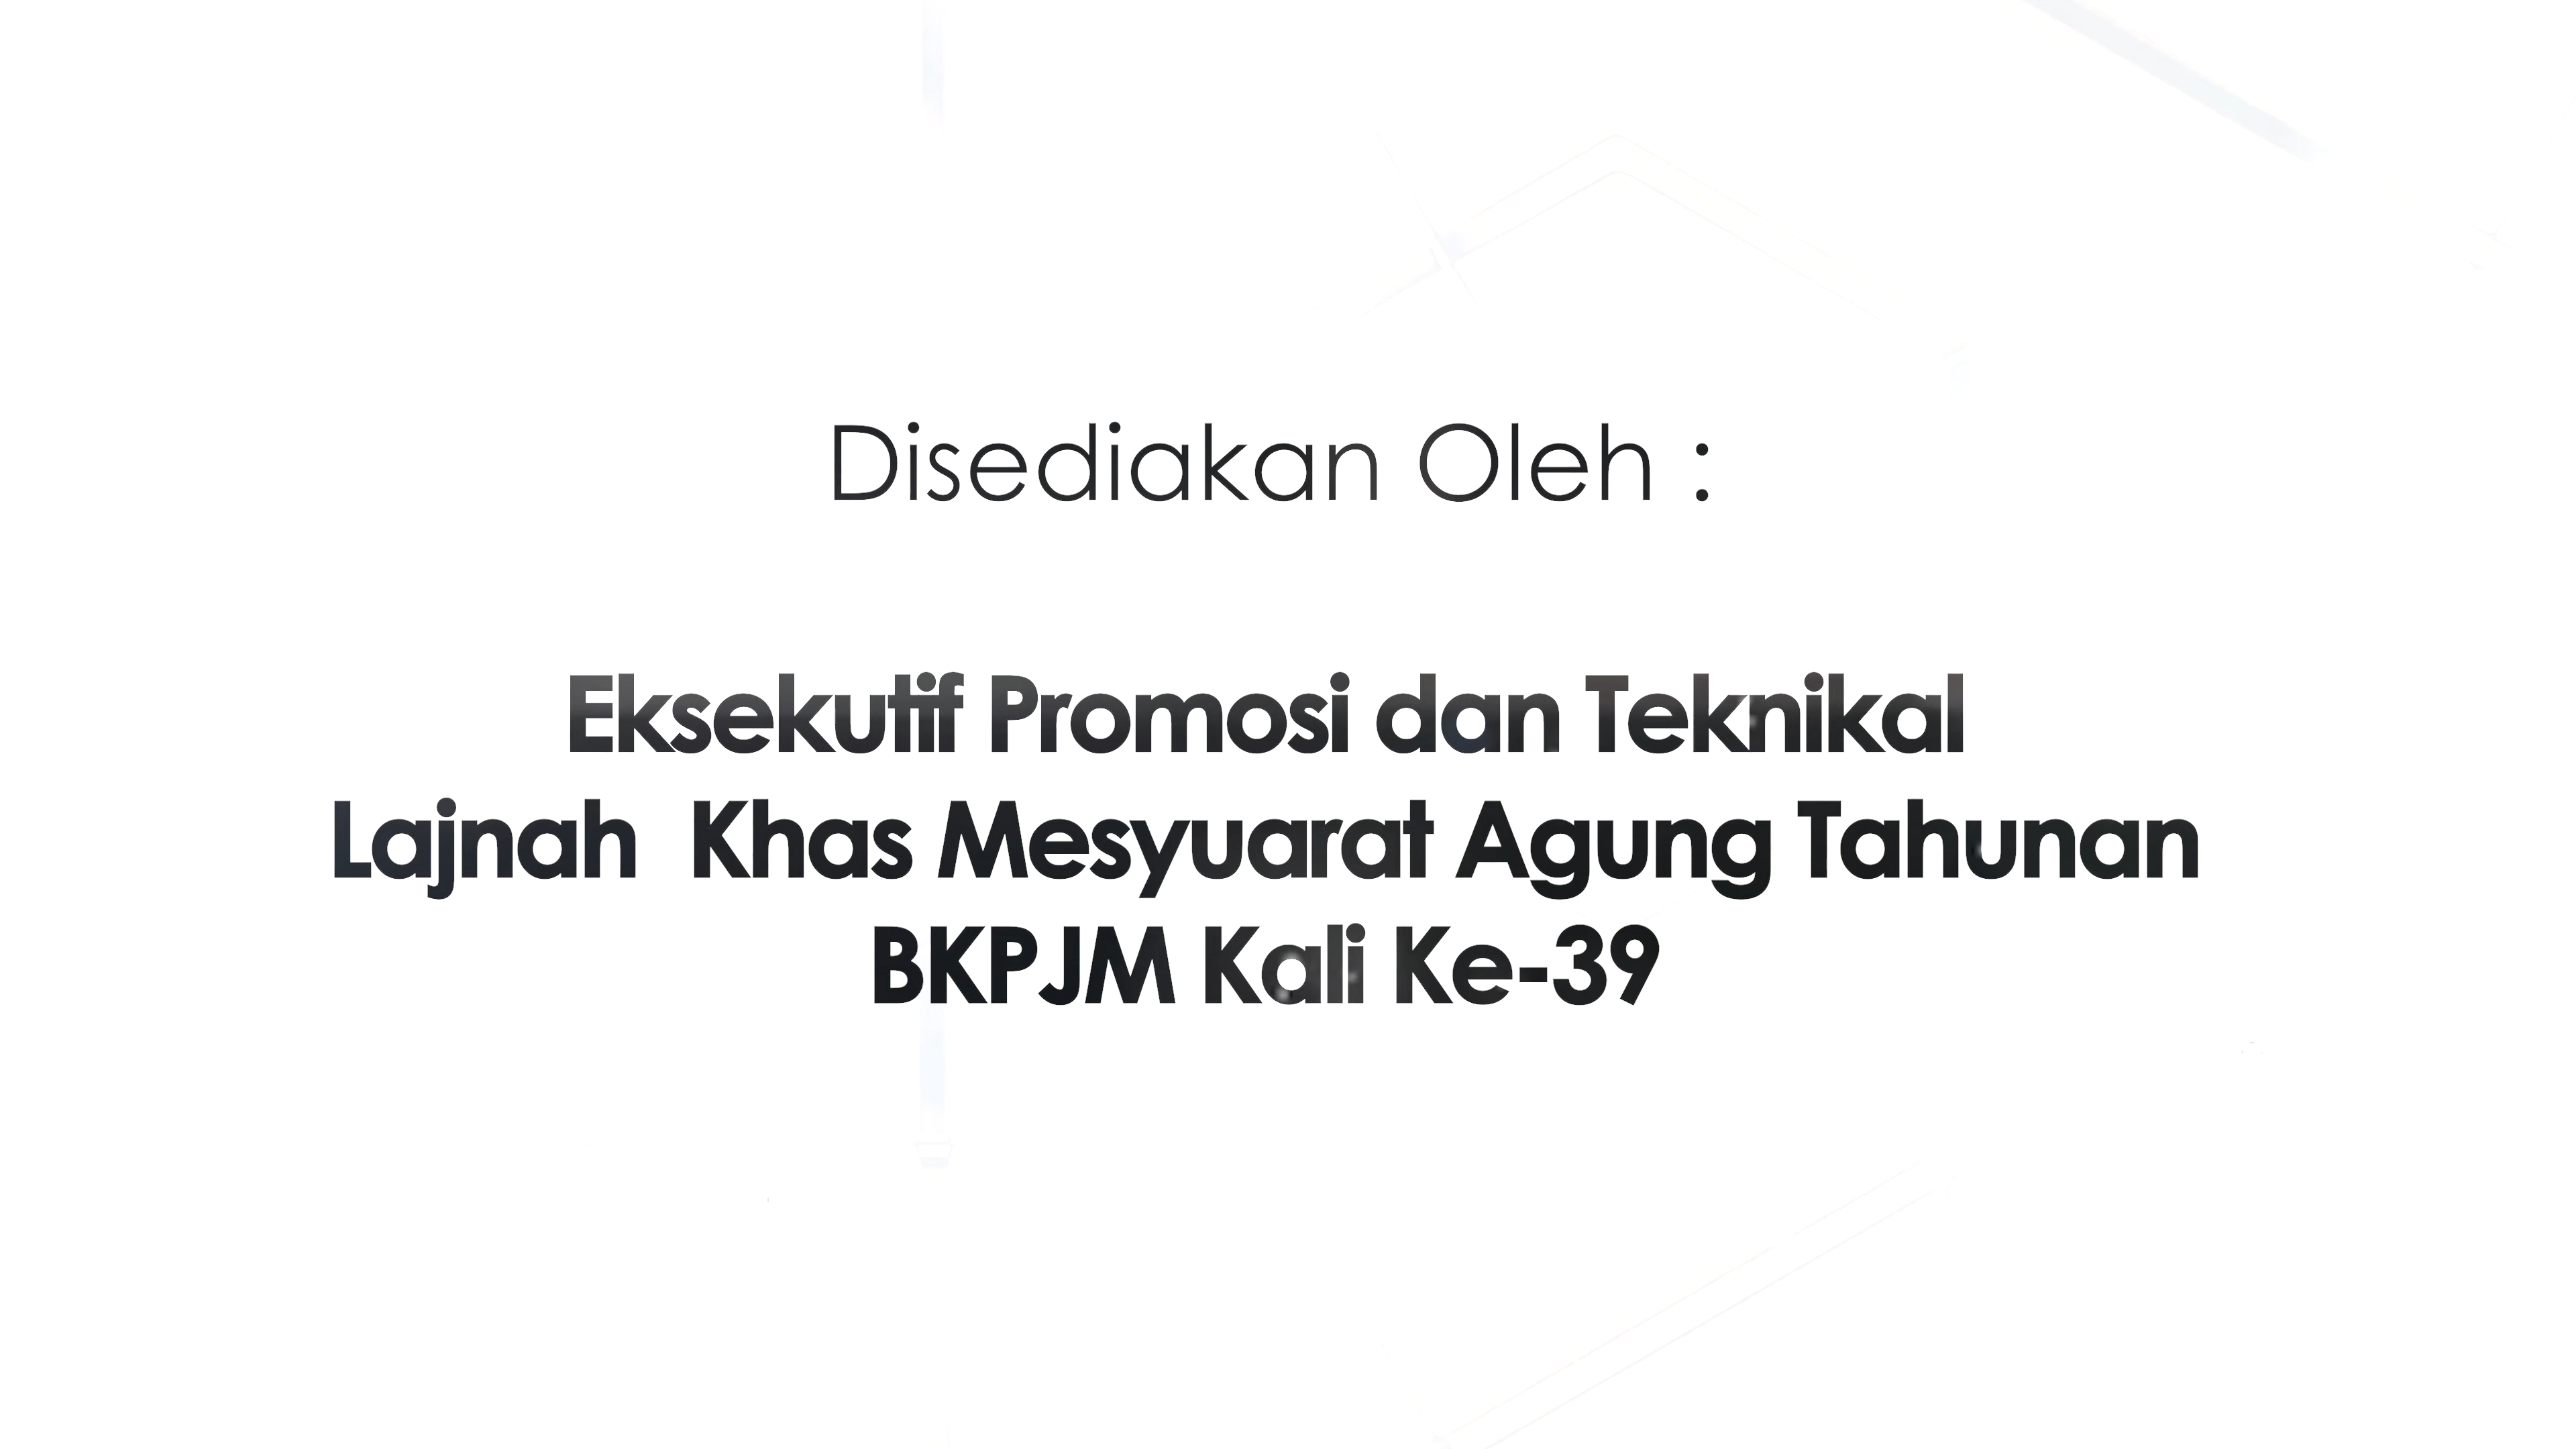 Disediakan Oleh :
Eksekutif Promosi dan Teknikal
Lajnah  Khas Mesyuarat Agung Tahunan
BKPJM Kali Ke-39